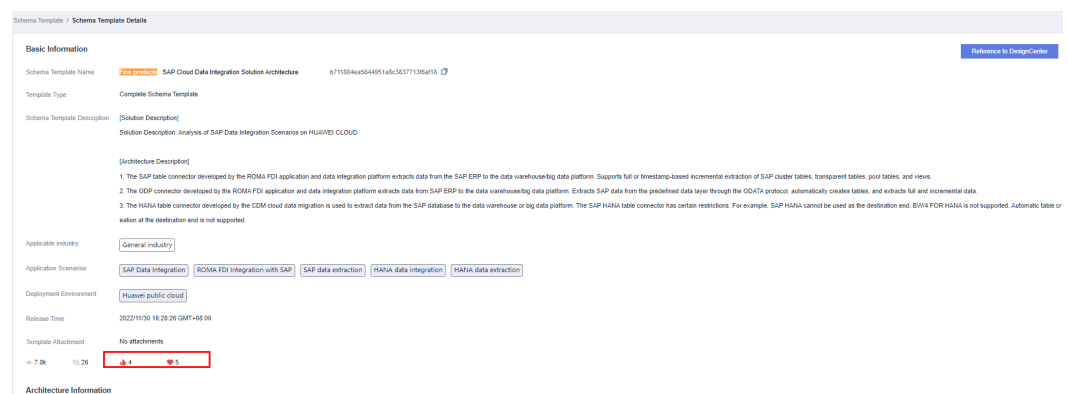 Schema Template / Schema Template Details
Basic Information
Reference to DesignCenter
Schema Template Name Fine products SAP Cloud Data Integration Solution Architecture b711884ea5644951a8c3837713f6af18
Template Type Complete Schema Template
Schema Template Description [Solution Description]
Solution Description: Analysis of SAP Data Integration Scenarios on HUAWEI CLOUD
[Architecture Description]
1. The SAP table connector developed by the ROMA FDI application and data integration platform extracts data from the SAP ERP to the data warehouse/big data platform. Supports full or timestamp-based incremental extraction of SAP cluster tables, transparent tables, pool tables, and views.
2. The ODP connector developed by the ROMA FDI application and data integration platform extracts data from SAP ERP to the data warehouse/big data platform. Extracts SAP data from the predefined data layer through the ODATA protocol, automatically creates tables, and extracts full and incremental data.
3. The HANA table connector developed by the CDM cloud data migration is used to extract data from the SAP database to the data warehouse or big data platform. The SAP HANA table connector has certain restrictions. For example, SAP HANA cannot be used as the destination end. BW/4 FOR HANA is not supported. Automatic table cr
eation at the destination end is not supported.
Applicable industry General industry
Application Scenarios SAP Data Integration ROMA FDI Integration with SAP SAP data extraction HANA data integration HANA data extraction
Deployment Environment Huawei public cloud
Release Time 2022/11/30 16:28:26 GMT+08:00
Template Attachment No attachments.
7.8k 26 4 5
Architecture Information